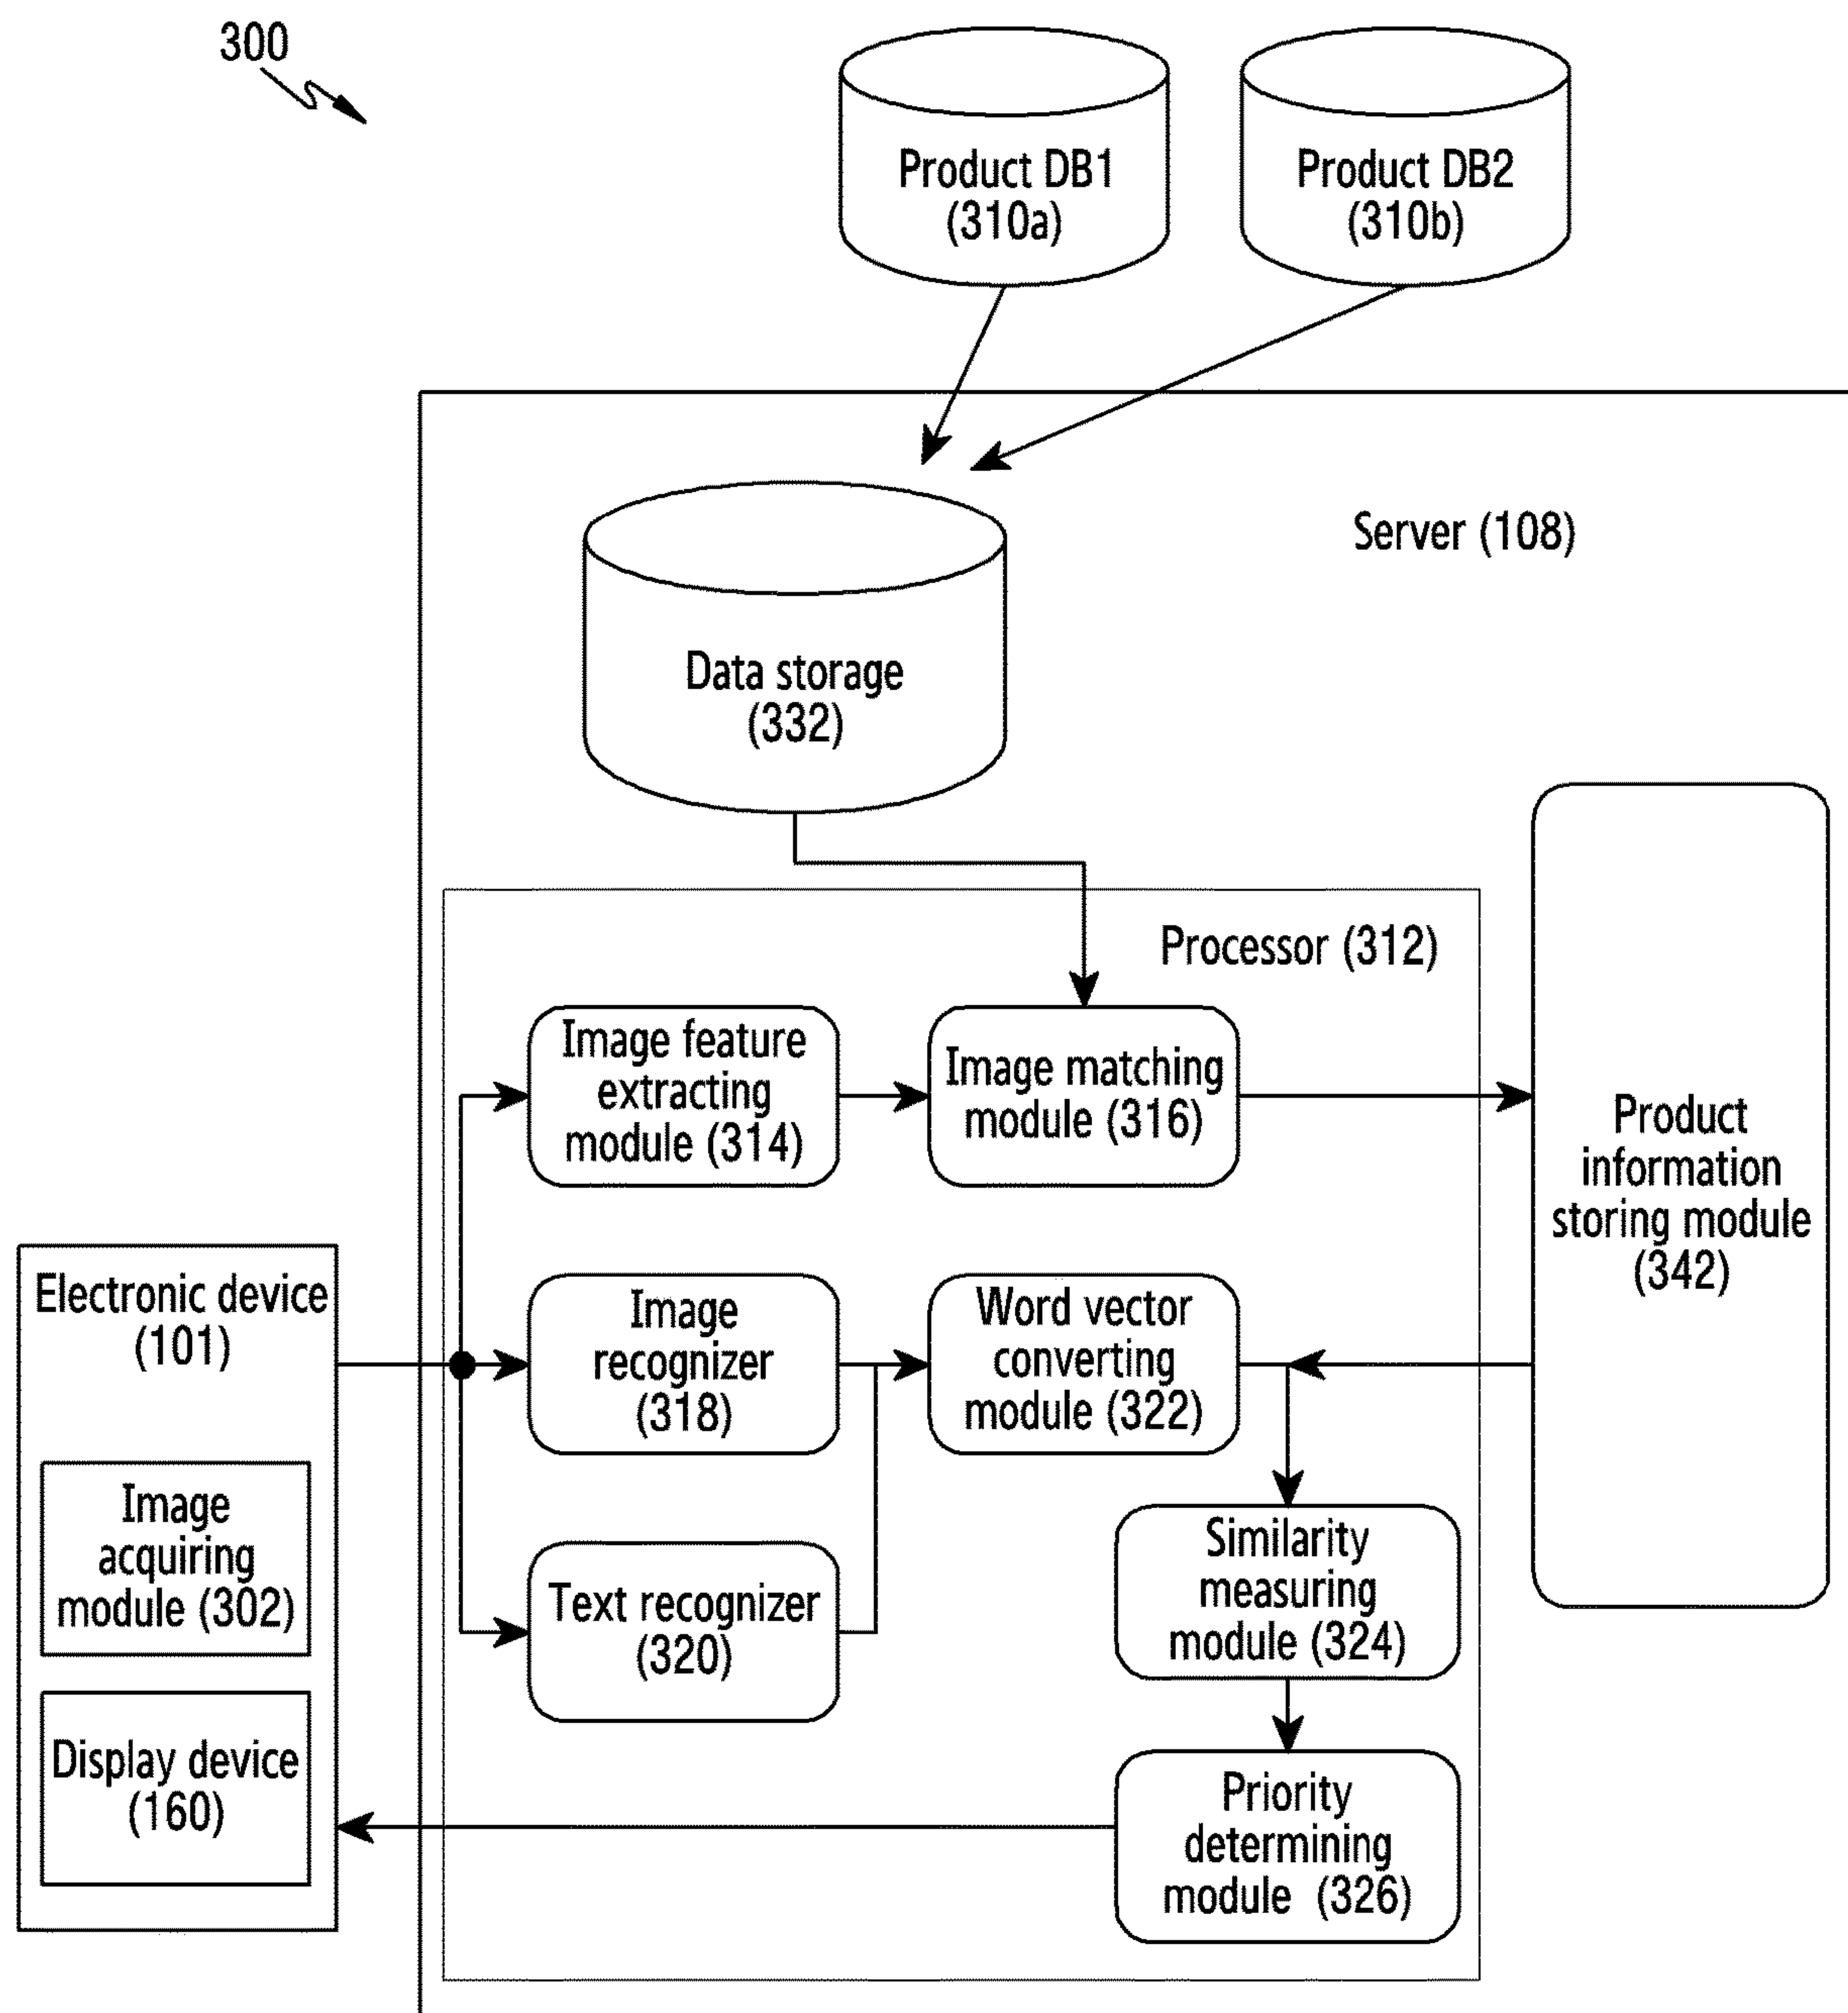 300
Product DB1
(310a)
Product DB2
(310b)
Server (108)
Data storage
(332)
Processor (312)
Image feature
extracting
module (314)
Image matching
module (316)
Product
information
storing module
(342)
Electronic device
(101)
Image
acquiring
module (302)
Display device
(160)
Image
recognizer
(318)
Word vector
converting
module (322)
Text recognizer
(320)
Similarity
measuring
module (324)
Priority
determining
module (326)